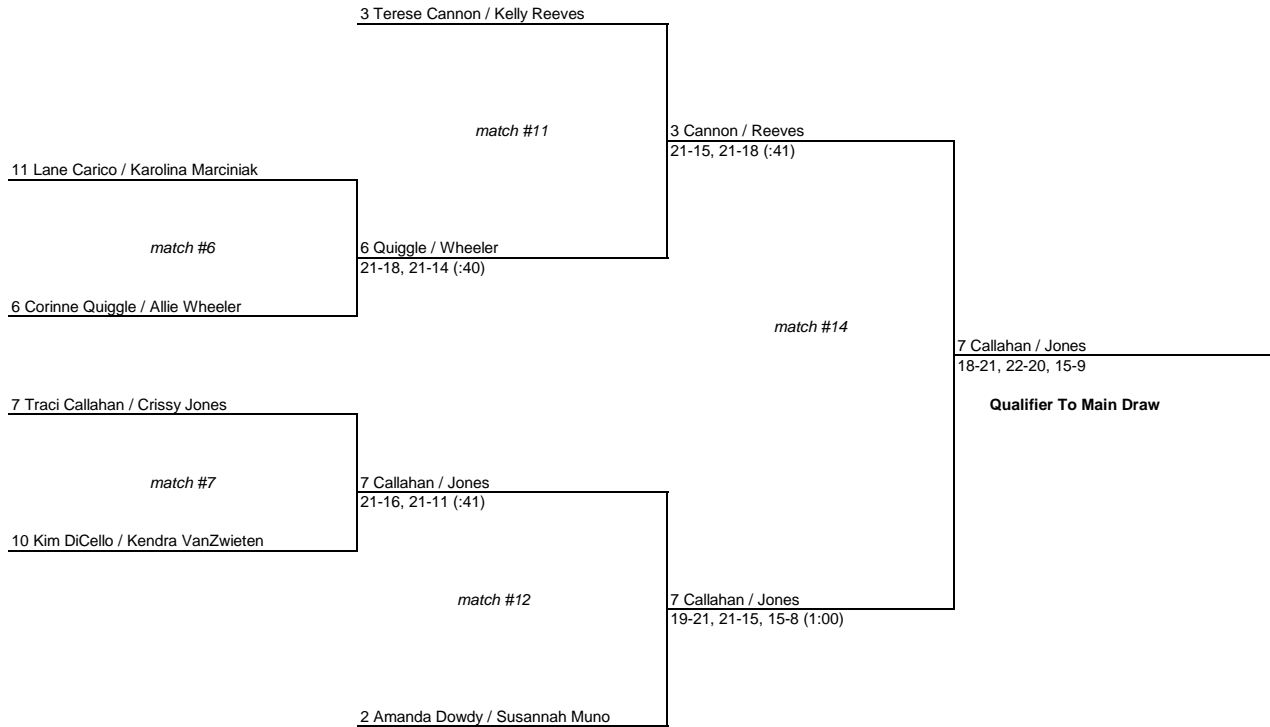 3 Terese Cannon / Kelly Reeves
match #11
3 Cannon / Reeves
21-15, 21-18 (:41)
11 Lane Carico / Karolina Marciniak
match #6
6 Quiggle / Wheeler
21-18, 21-14 (:40)
6 Corinne Quiggle / Allie Wheeler
match #14
7 Callahan / Jones
18-21, 22-20, 15-9
Qualifier To Main Draw
7 Traci Callahan / Crissy Jones
match #7
7 Callahan / Jones
21-16, 21-11 (:41)
10 Kim DiCello / Kendra VanZwieten
match #12
7 Callahan / Jones
19-21, 21-15, 15-8 (1:00)
2 Amanda Dowdy / Susannah Muno